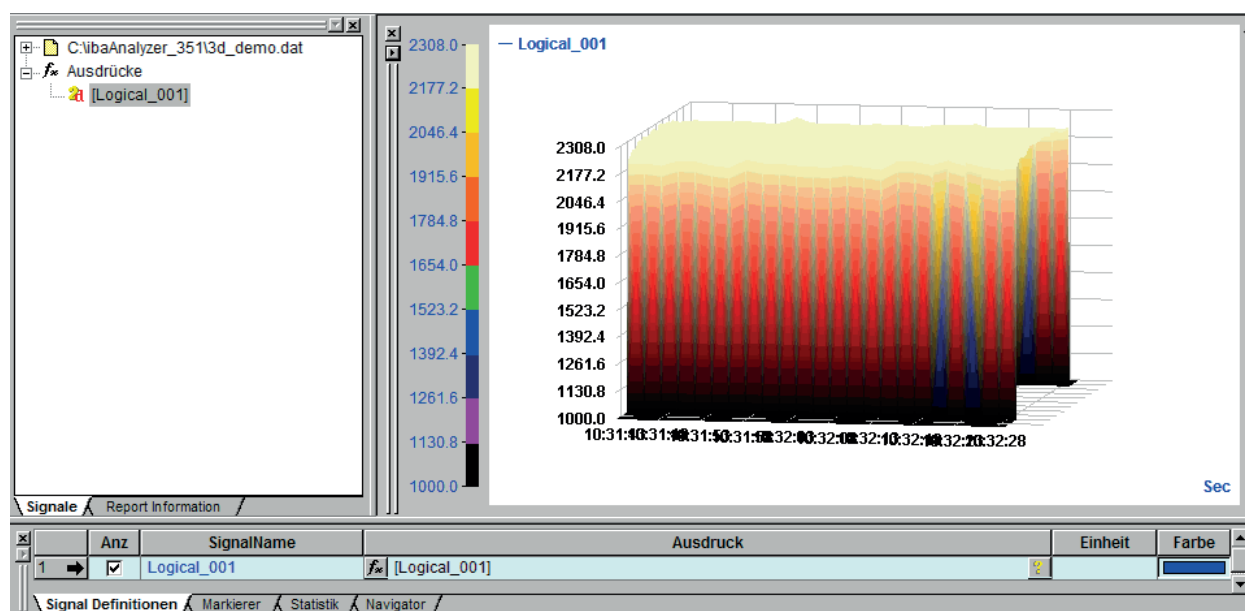 C:\ibaAnalyzer_351\3d_demo.dat
fx Ausdrücke
[Logical_001]
Signale
Report Information
2308.0
2177.2
2046.4
1915.6
1784.8
1654.0
1523.2
1392.4
1261.6
1130.8
1000.0
Logical_001
2308.0
2177.2
2046.4
1915.6
1784.8
1654.0
1523.2
1392.4
1261.6
1130.8
1000.0
10:32:28
Sec
Anz SignalName Ausdruck Einheit Farbe
1 Logical_001 fx [Logical_001] ?
Signal Definitionen Markierer Statistik Navigator